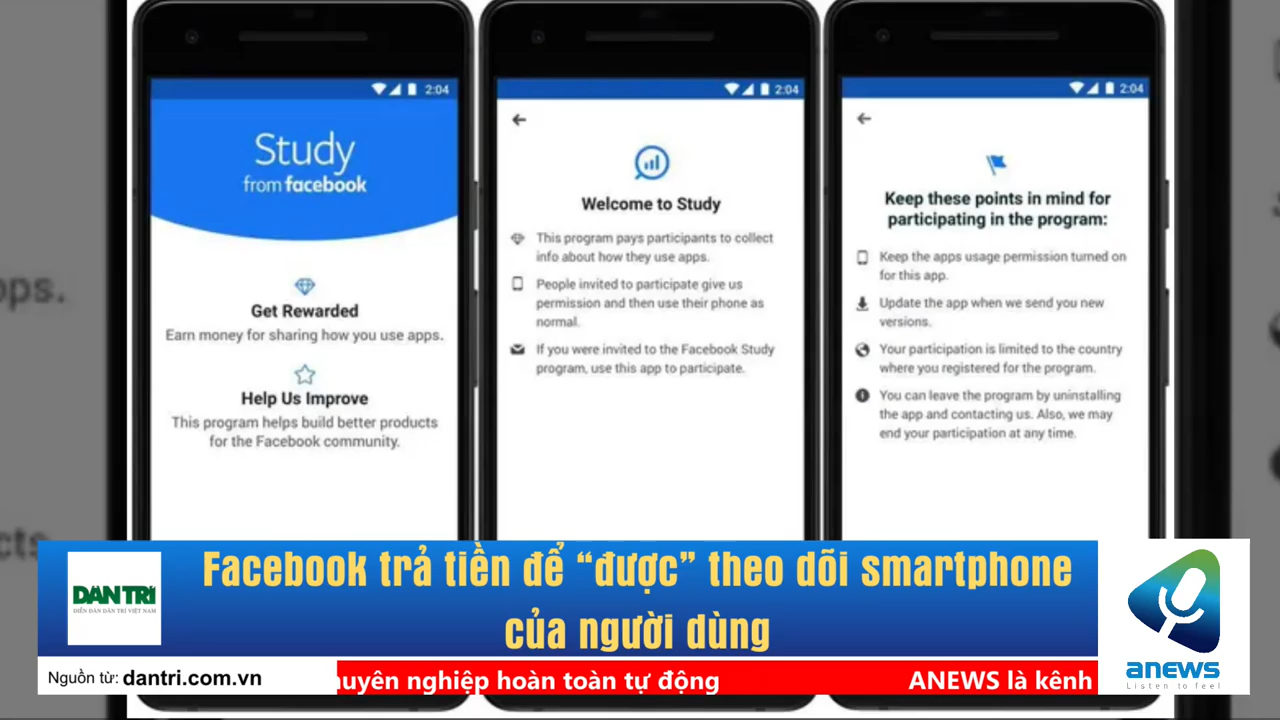 2:04
Study
from facebook
Get Rewarded
Earn money for sharing how you use apps.
Help Us Improve
This program helps build better products
for the Facebook community.
2:04
Welcome to Study
This program pays participants to collect
info about how they use apps.
People invited to participate give us
permission and then use their phone as
normal.
If you were invited to the Facebook Study
program, use this app to participate.
2:04
Keep these points in mind for
participating in the program:
Keep the apps usage permission turned on
for this app.
Update the app when we send you new
versions.
Your participation is limited to the country
where you registered for the program.
You can leave the program by uninstalling
the app and contacting us. Also, we may
end your participation at any time.
DÂN TRÍ
DIỄN ĐÀN DÂN TRÍ VIỆT NAM
Facebook trả tiền để “được” theo dõi smartphone
của người dùng
Nguồn từ: dantri.com.vn
nghiệp hoàn toàn tự động
ANEWS là kênh
anews
Listen to feel